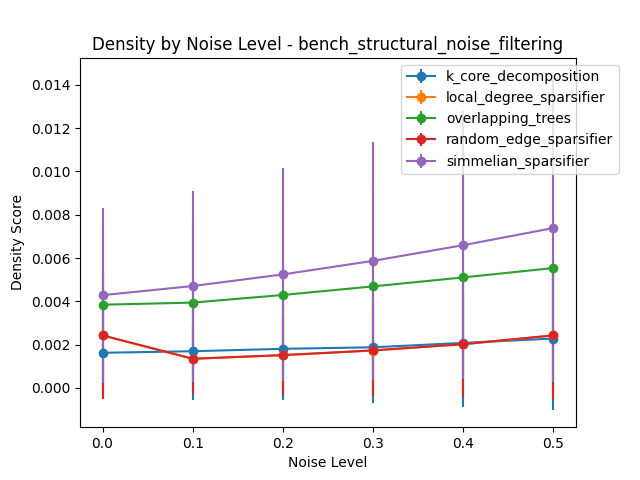 Density by Noise Level - bench_structural_noise_filtering
k_core_decomposition
local_degree_sparsifier
overlapping_trees
random_edge_sparsifier
simmelian_sparsifier
Density Score
0.014
0.012
0.010
0.008
0.006
0.004
0.002
0.000
0.0 0.1 0.2 0.3 0.4 0.5
Noise Level